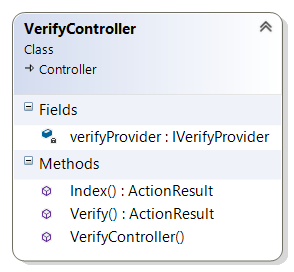 VerifyController
Class
Controller
Fields
verifyProvider : IVerifyProvider
Methods
Index() : ActionResult
Verify() : ActionResult
VerifyController()